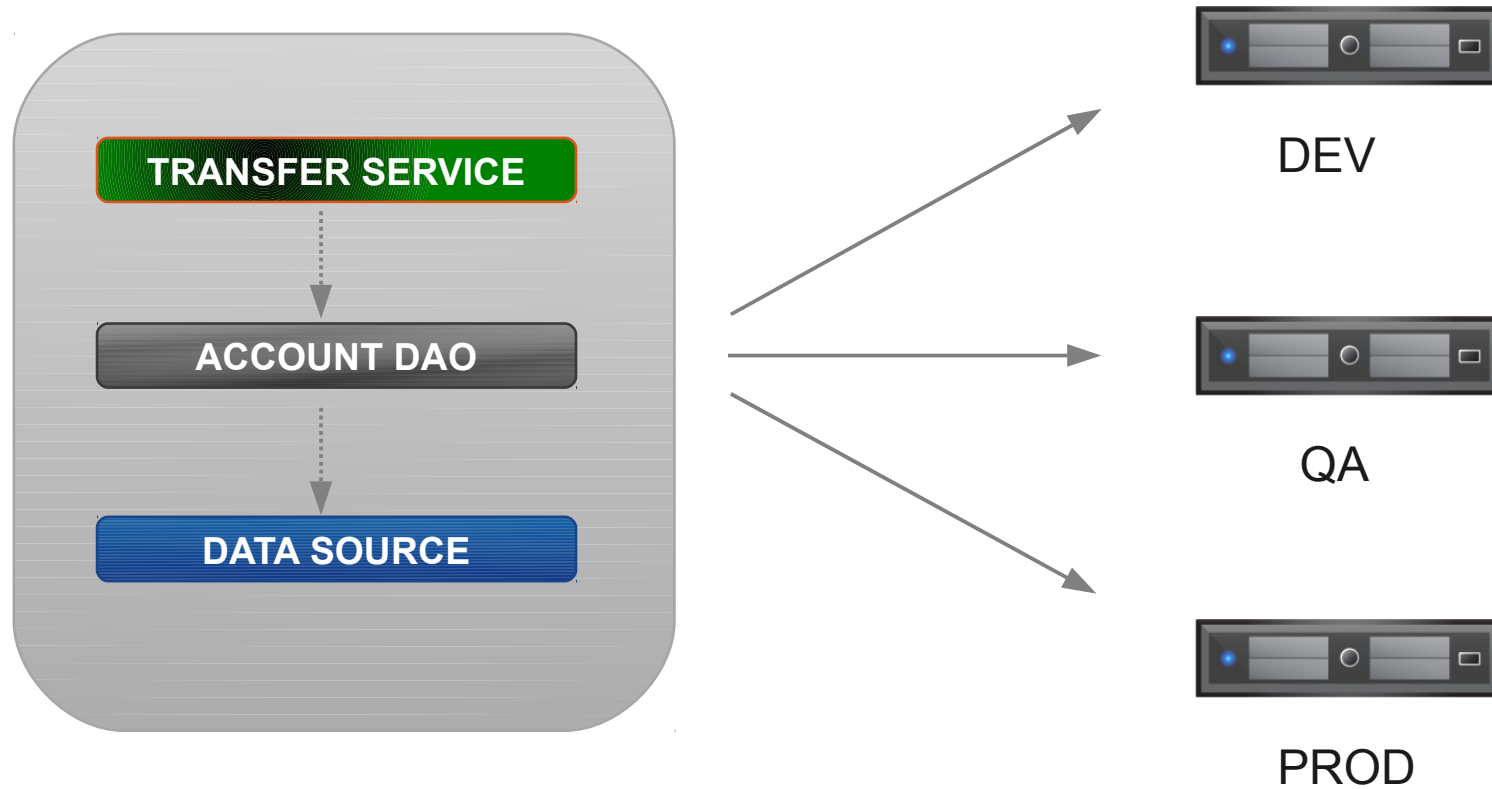 TRANSFER SERVICE
ACCOUNT DAO
DATA SOURCE
DEV
QA
PROD